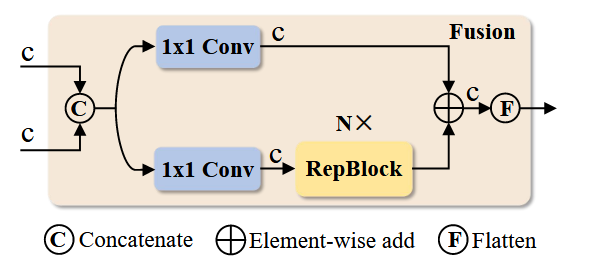 Fusion
C
1x1 Conv
C
C
C
C
F
N×
C
1x1 Conv
C
RepBlock
C Concatenate
Element-wise add
F Flatten